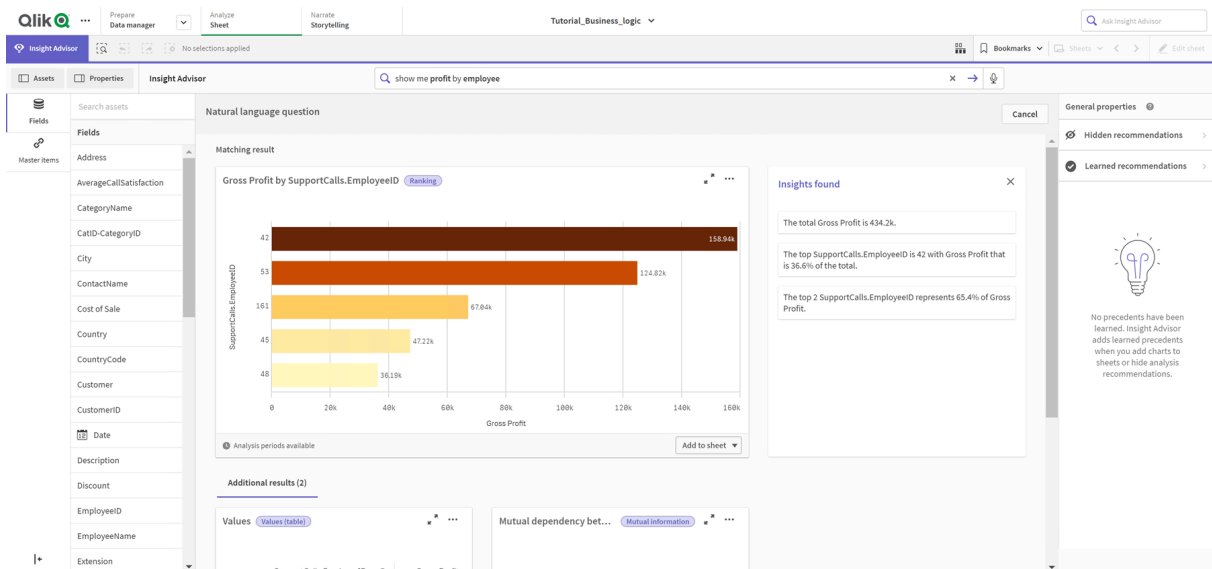 Qlik
Prepare
Data manager
Analyze
Sheet
Narrate
Storytelling
Tutorial_Business_logic
Ask Insight Advisor
Insight Advisor
No selections applied
Bookmarks
Sheets
Edit sheet
Assets
Properties
Insight Advisor
show me profit by employee
Fields
Master items
Search assets
Fields
Address
AverageCallSatisfaction
CategoryName
CatID-CategoryID
City
ContactName
Cost of Sale
Country
CountryCode
Customer
CustomerID
Date
Description
Discount
EmployeeID
EmployeeName
Extension
Natural language question
Cancel
Matching result
Gross Profit by SupportCalls.EmployeeID
Ranking
SupportCalls.EmployeeID
42
158.94k
53
124.82k
161
67.04k
45
47.22k
48
36.19k
0 20k 40k 60k 80k 100k 120k 140k 160k
Gross Profit
Analysis periods available
Add to sheet
Insights found
The total Gross Profit is 434.2k.
The top SupportCalls.EmployeeID is 42 with Gross Profit that
is 36.6% of the total.
The top 2 SupportCalls.EmployeeID represents 65.4% of Gross
Profit.
Additional results (2)
Values
Values (table)
Mutual dependency bet...
Mutual information
General properties
Hidden recommendations
Learned recommendations
No precedents have been
learned. Insight Advisor
adds learned precedents
when you add charts to
sheets or hide analysis
recommendations.